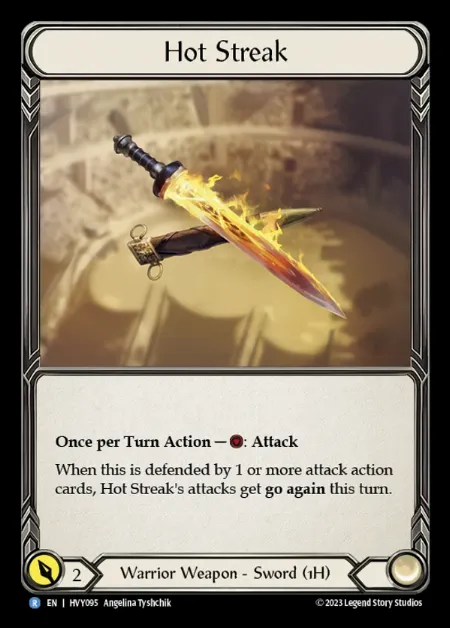 Hot Streak
Once per Turn Action — : Attack
When this is defended by 1 or more attack action
cards, Hot Streak's attacks get go again this turn.
2
Warrior Weapon - Sword (1H)
R EN | HVY095 Angelina Tyshchik
© 2023 Legend Story Studios